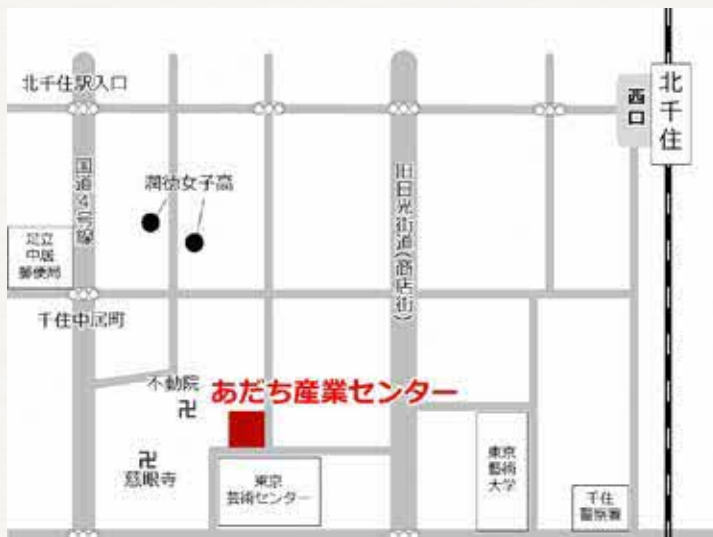 北千住駅入口
西口
北千住
国道4号線
潤徳女子高
旧日光街道(商店街)
足立
中居
郵便局
千住中居町
不動院
卍
あだち産業センター
卍
慈眼寺
東京
芸術センター
東京
藝術
大学
千住
警察署